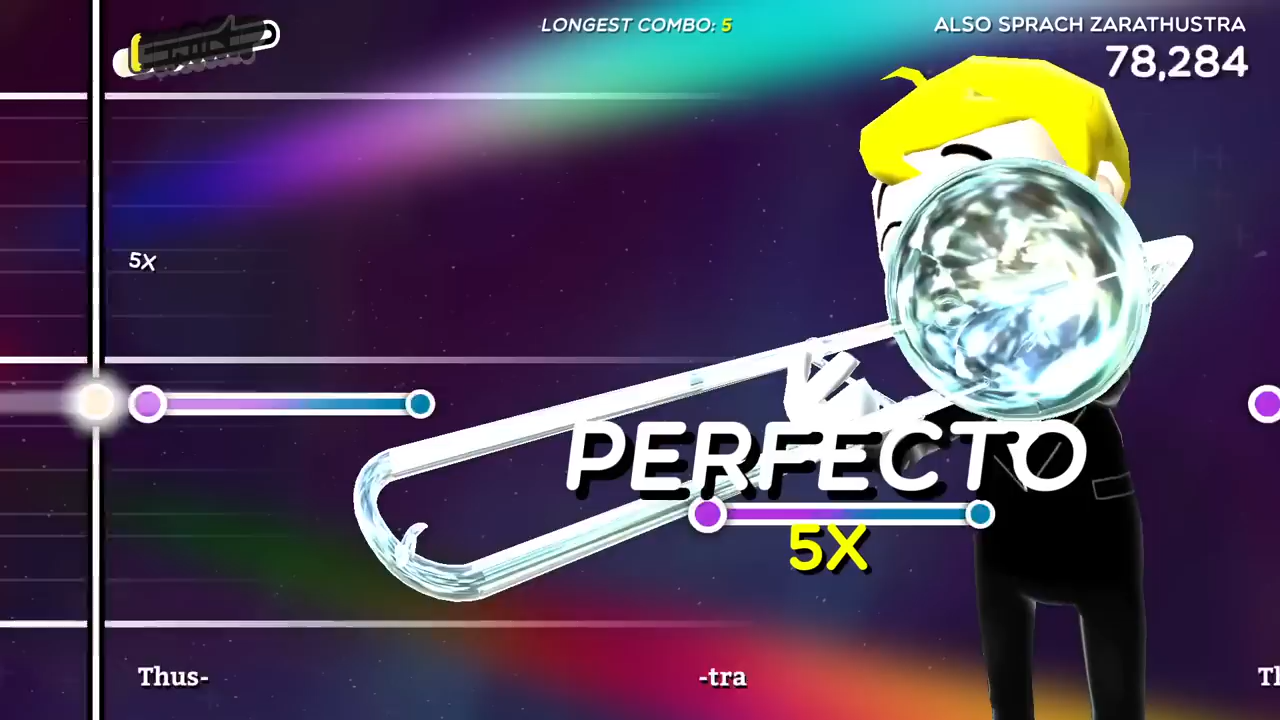 LONGEST COMBO: 5
ALSO SPRACH ZARATHUSTRA
78,284
5X
PERFECTO
5X
Thus-
-tra